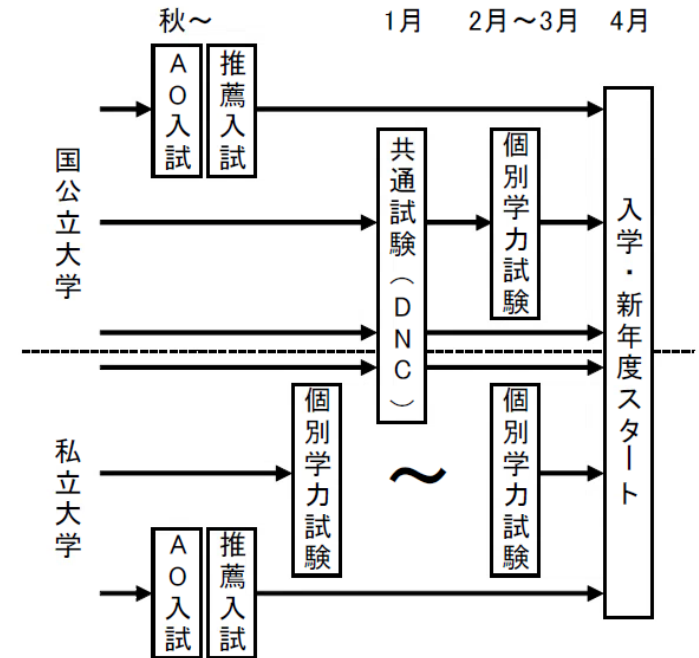 秋～
1月
2月～3月
4月
国公立大学
AO入試
推薦入試
共通試験（DNC）
個別学力試験
入学・新年度スタート
私立大学
個別学力試験
～
個別学力試験
AO入試
推薦入試